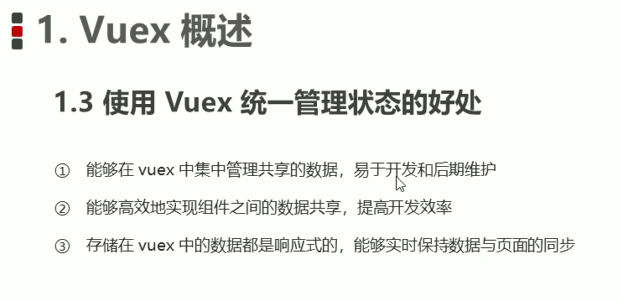 1. Vuex 概述
1.3 使用 Vuex 统一管理状态的好处
① 能够在 vuex 中集中管理共享的数据，易于开发和后期维护
② 能够高效地实现组件之间的数据共享，提高开发效率
③ 存储在 vuex 中的数据都是响应式的，能够实时保持数据与页面的同步